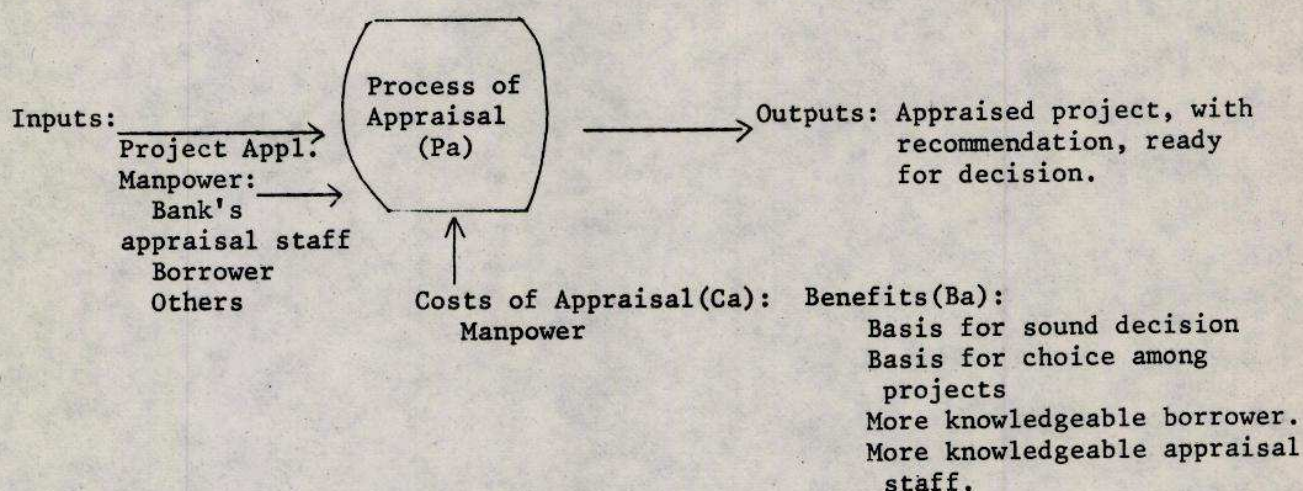 Inputs:
Project Appl.
Manpower:
Bank's
appraisal staff
Borrower
Others
Process of
Appraisal
(Pa)
Outputs: Appraised project, with
recommendation, ready
for decision.
Costs of Appraisal(Ca):
Manpower
Benefits(Ba):
Basis for sound decision
Basis for choice among
projects
More knowledgeable borrower.
More knowledgeable appraisal
staff.